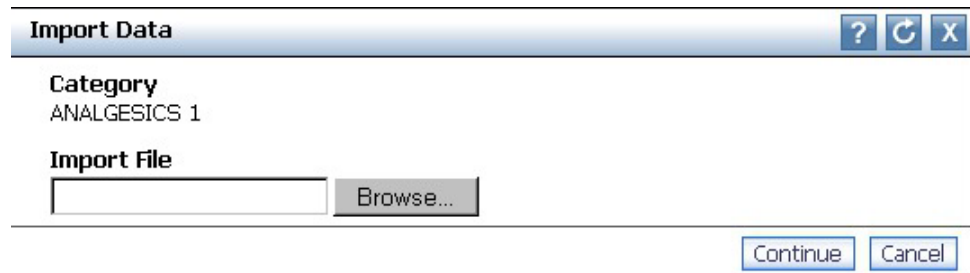 Import Data ? X
Category
ANALGESICS 1
Import File
Browse...
Continue Cancel